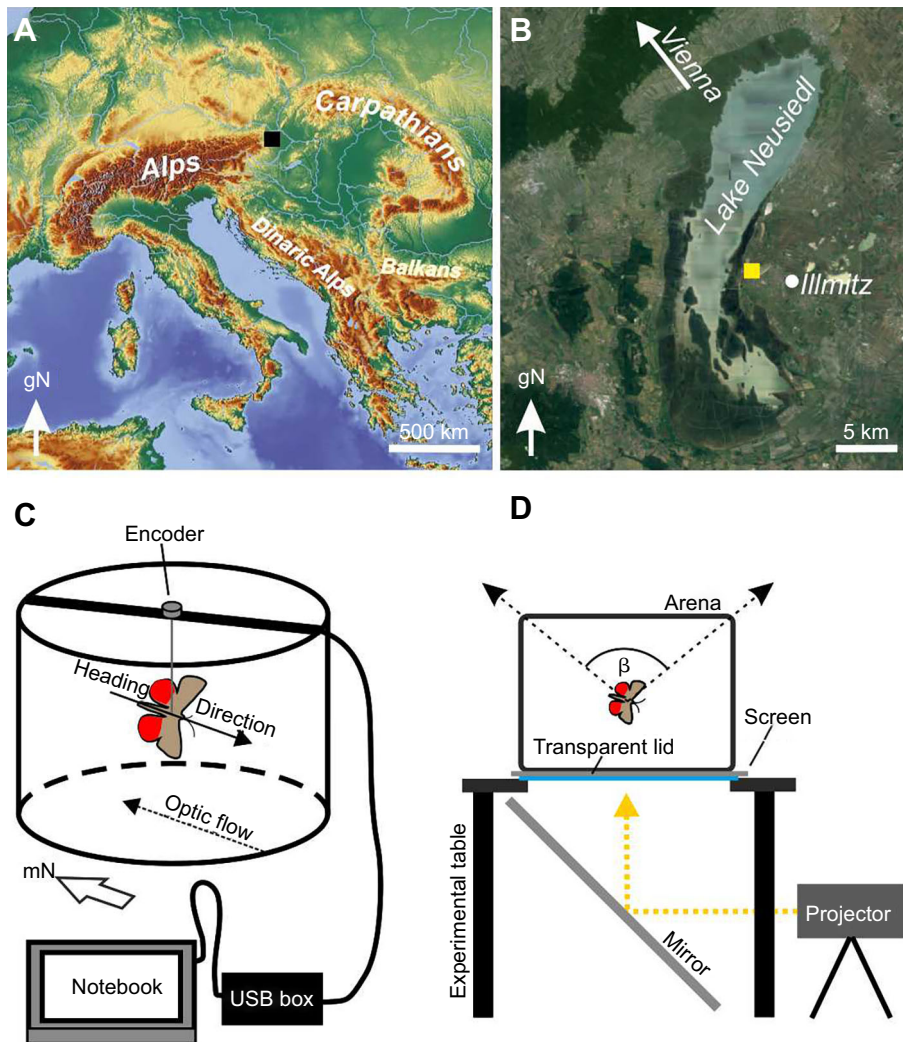 A
Carpathians
Alps
Dinaric Alps
Balkans
gN
500 km
B
Vienna
Lake Neusiedl
Illmitz
gN
5 km
C
Encoder
Heading
Direction
Optic flow
mN
Notebook
USB box
D
Arena
β
Screen
Transparent lid
Experimental table
Mirror
Projector